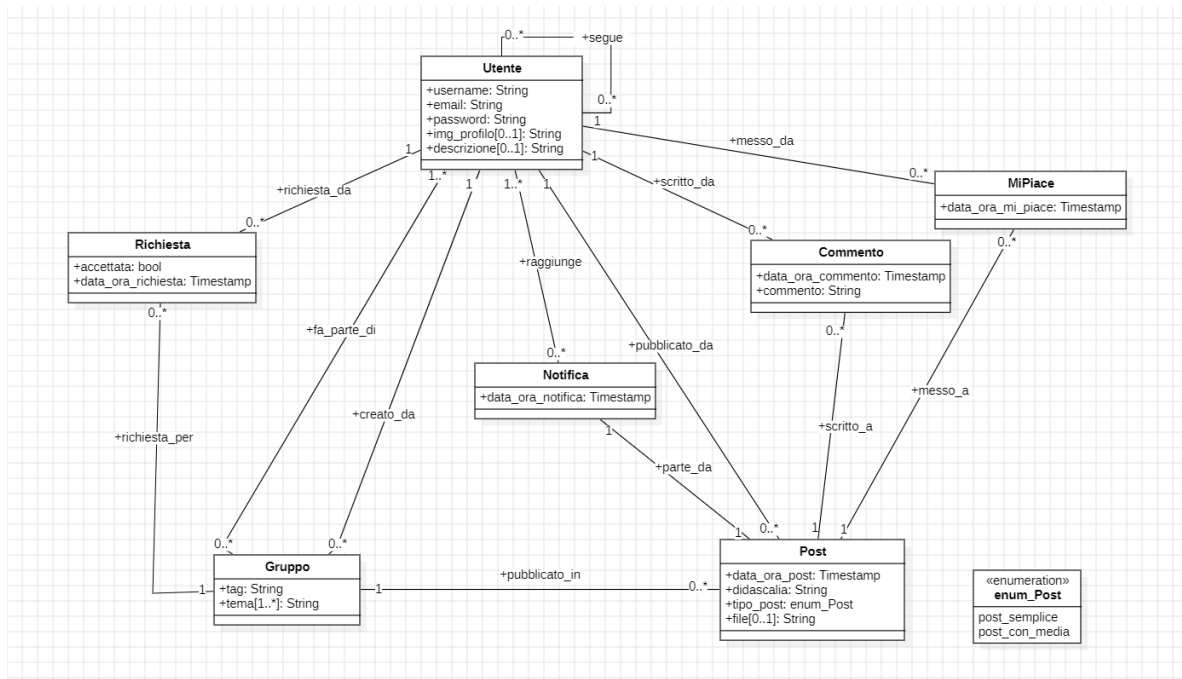 0..*
+segue
Utente
+username: String
+email: String
+password: String
+img_profilo[0..1]: String
+descrizione[0..1]: String
0..*
1
+messo_da
0..*
MiPiace
+data_ora_mi_piace: Timestamp
0..*
1
+richiesta_da
0..*
1..*
1
1..*
1
1
+scritto_da
0..*
Richiesta
+accettata: bool
+data_ora_richiesta: Timestamp
0..*
Commento
+data_ora_commento: Timestamp
+commento: String
0..*
+raggiunge
+fa_parte_di
+pubblicato_da
0..*
Notifica
+data_ora_notifica: Timestamp
1
+messo_a
+creato_da
+scritto_a
+richiesta_per
+parte_da
0..*
0..*
1
0..*
1
1
Gruppo
+tag: String
+tema[1..*]: String
1
1
+pubblicato_in
0..*
Post
+data_ora_post: Timestamp
+didascalia: String
+tipo_post: enum_Post
+file[0..1]: String
«enumeration»
enum_Post
post_semplice
post_con_media